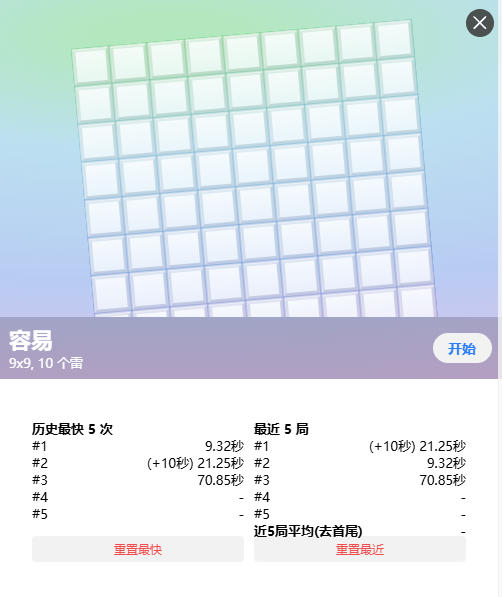 容易
9x9, 10 个雷
开始
历史最快 5 次
#1 9.32秒
#2 (+10秒) 21.25秒
#3 70.85秒
#4 -
#5 -
重置最快
最近 5 局
#1 (+10秒) 21.25秒
#2 9.32秒
#3 70.85秒
#4 -
#5 -
近5局平均(去首尾) -
重置最近